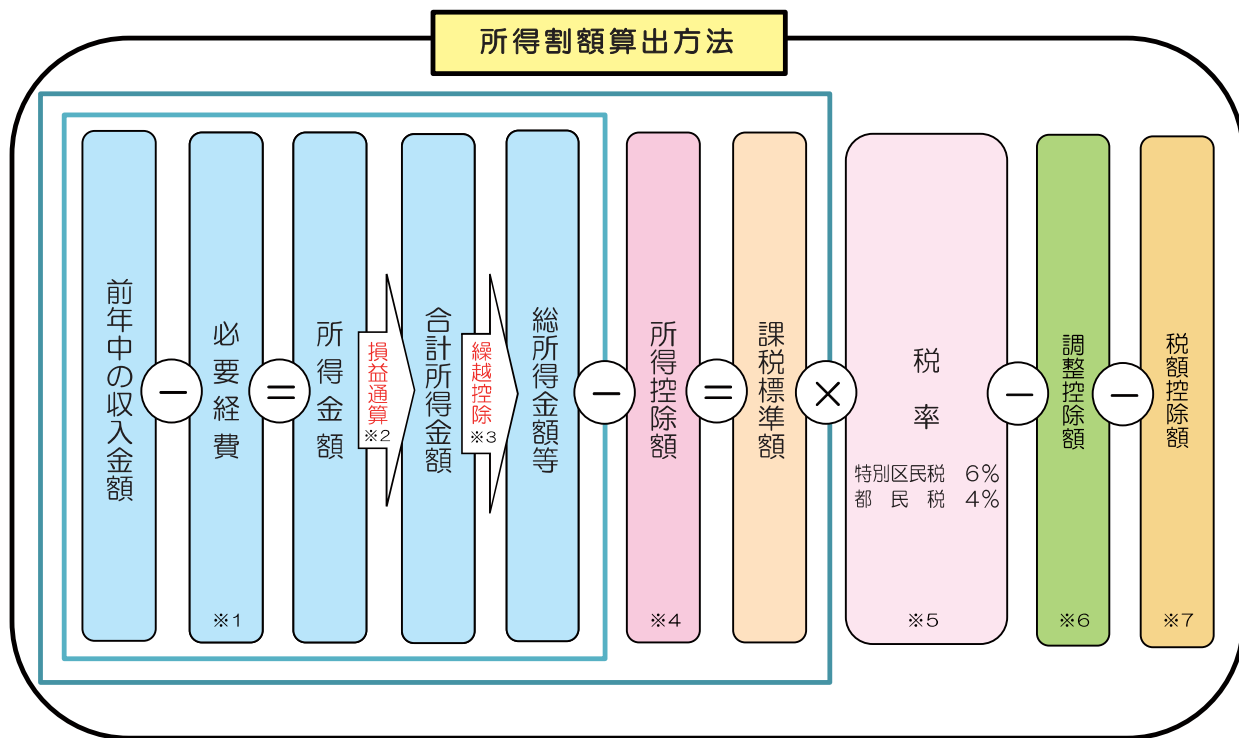 所得割額算出方法
前年中の収入金額
－
必要経費
※1
＝
所得金額
損益通算
※2
合計所得金額
繰越控除
※3
総所得金額等
－
所得控除額
※4
＝
課税標準額
×
税率
特別区民税 6%
都民税 4%
※5
－
調整控除額
※6
－
税額控除額
※7